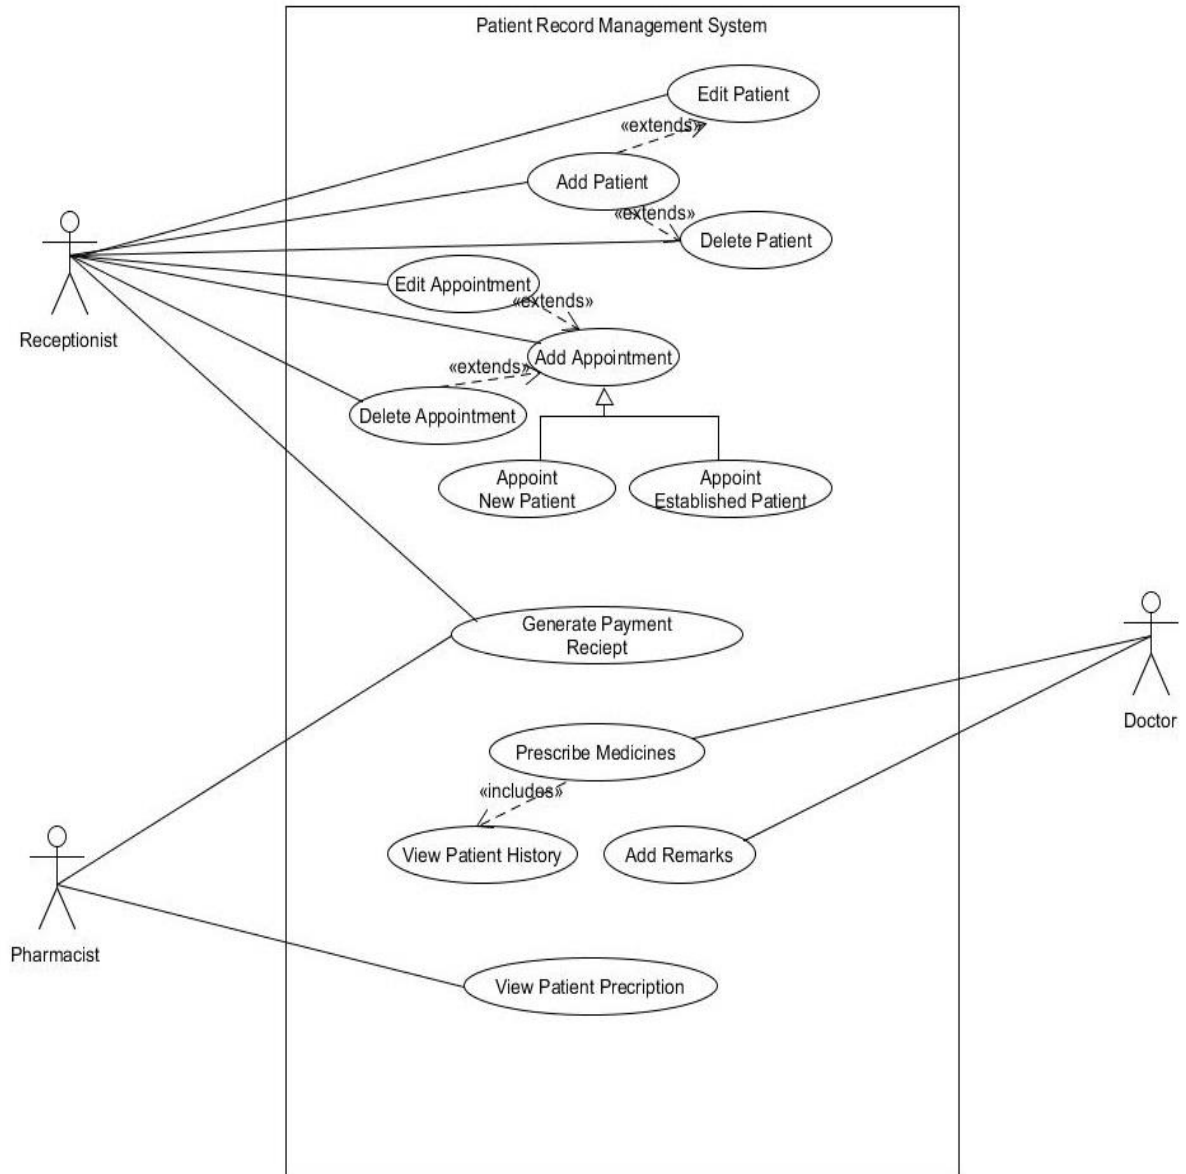 Patient Record Management System
Edit Patient
«extends»
Add Patient
«extends»
Delete Patient
Edit Appointment
«extends»
Receptionist
Add Appointment
«extends»
Delete Appointment
Appoint
New Patient
Appoint
Established Patient
Generate Payment
Reciept
Doctor
Prescribe Medicines
«includes»
View Patient History
Add Remarks
Pharmacist
View Patient Precription